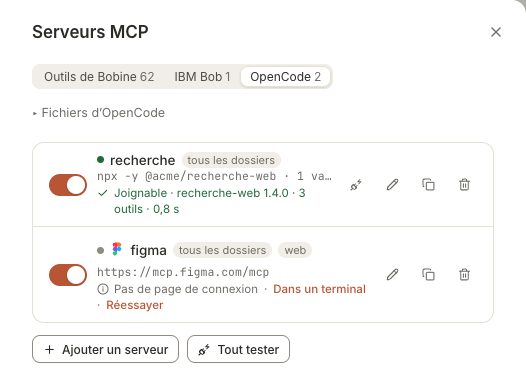 Serveurs MCP
Outils de Bobine 62 IBM Bob 1 OpenCode 2
Fichiers d'OpenCode
recherche tous les dossiers
npx -y @acme/recherche-web · 1 va…
Joignable · recherche-web 1.4.0 · 3
outils · 0,8 s
figma tous les dossiers web
https://mcp.figma.com/mcp
Pas de page de connexion · Dans un terminal
· Réessayer
Ajouter un serveur Tout tester